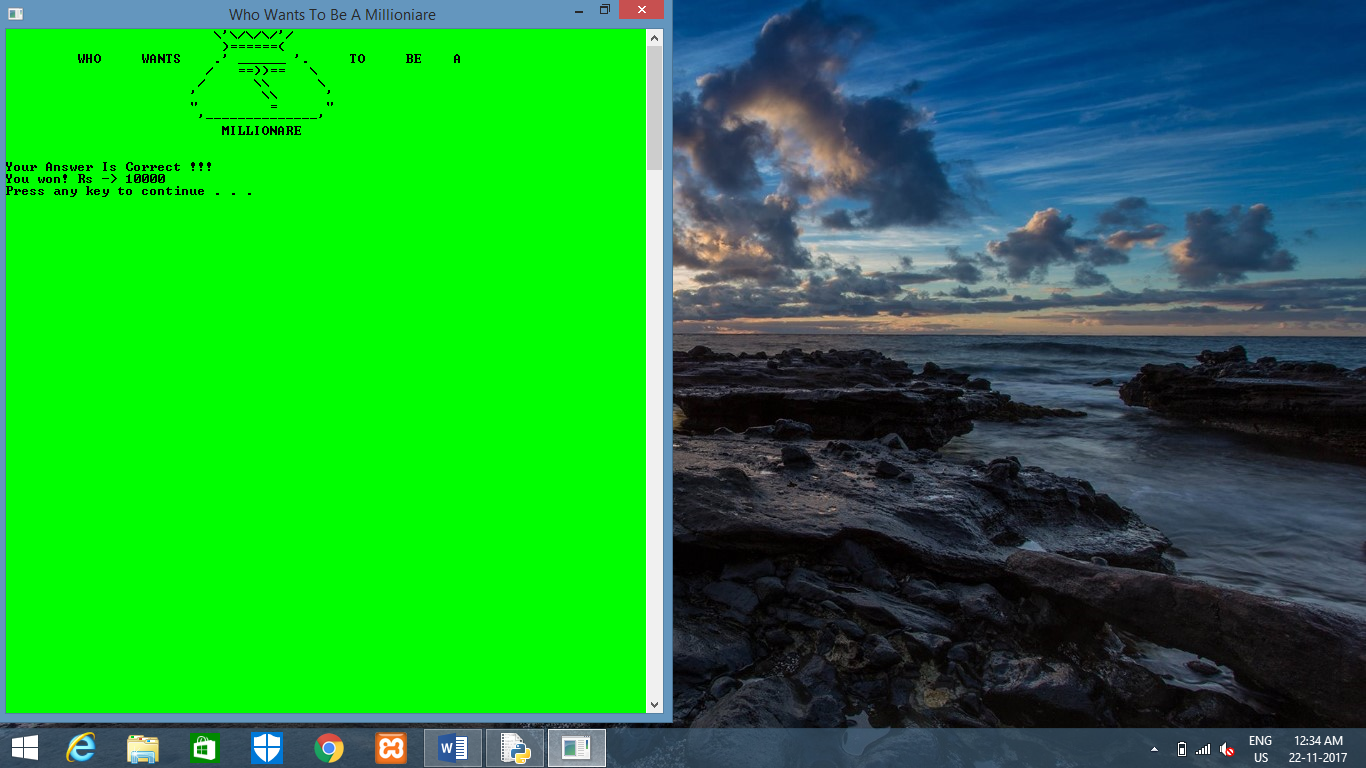 Who Wants To Be A Millioniare
WHO WANTS TO BE A
MILLIONARE
Your Answer Is Correct !!!
You won! Rs -> 10000
Press any key to continue . . .
ENG 12:34 AM
US 22-11-2017